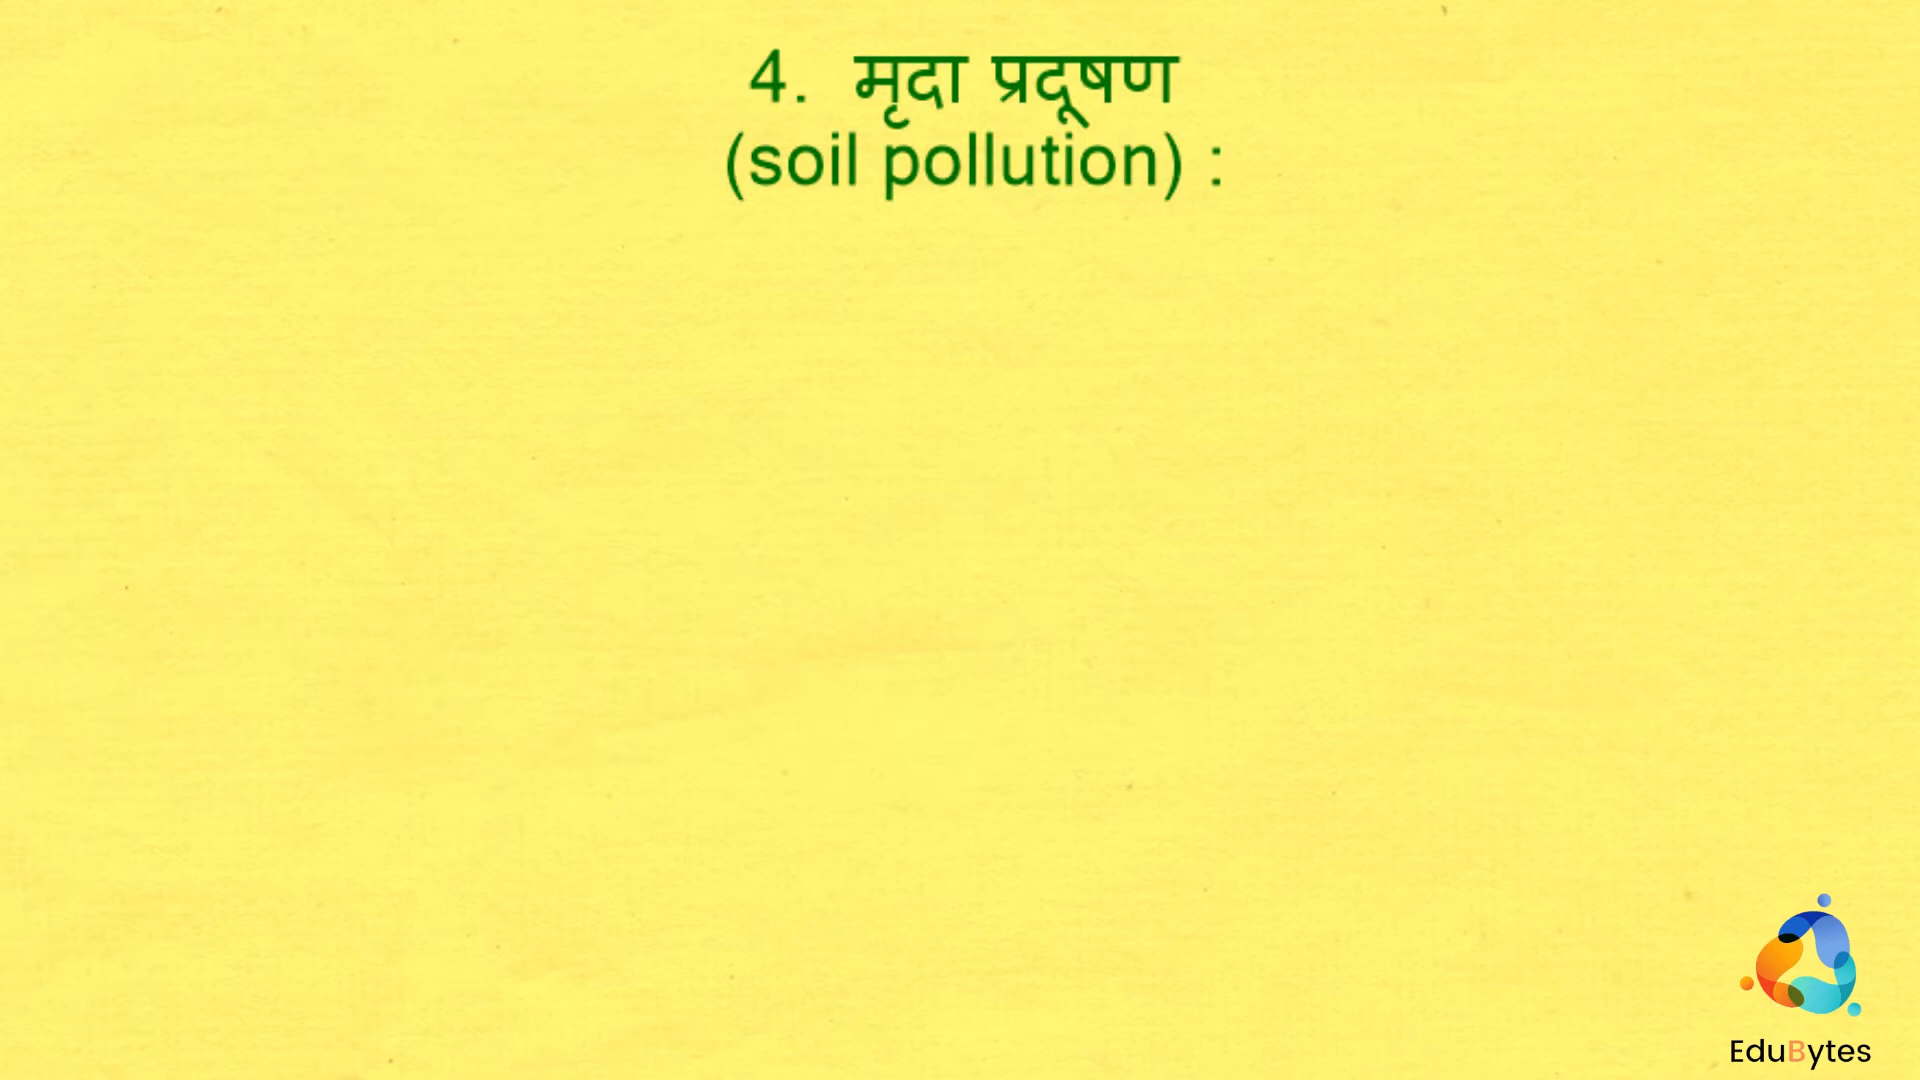 4. मृदा प्रदूषण
(soil pollution) :
EduBytes